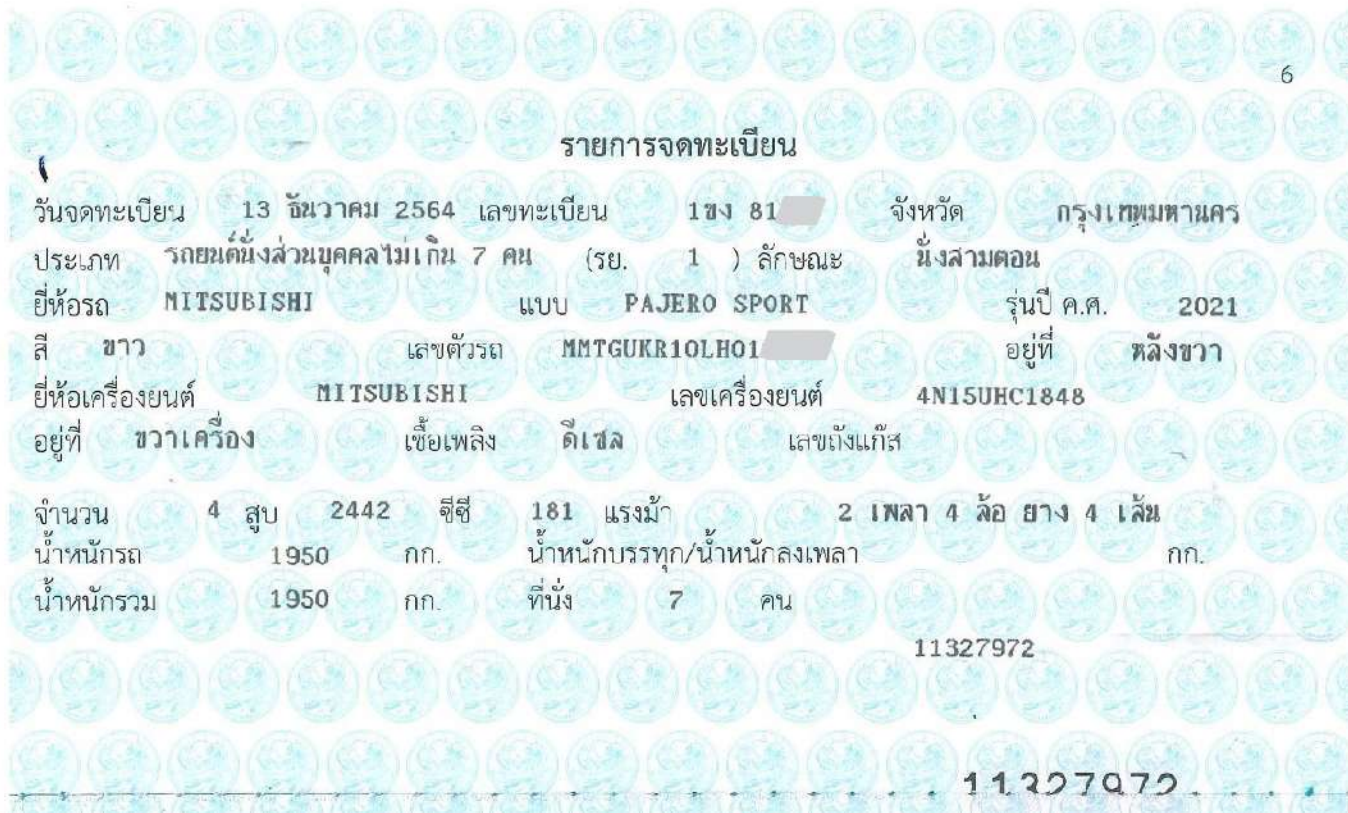 6
รายการจดทะเบียน
วันจดทะเบียน 13 ธันวาคม 2564 เลขทะเบียน 1ขง 81 จังหวัด กรุงเทพมหานคร
ประเภท รถยนต์นั่งส่วนบุคคลไม่เกิน 7 คน (รย. 1 ) ลักษณะ นั่งสามตอน
ยี่ห้อรถ MITSUBISHI แบบ PAJERO SPORT รุ่นปี ค.ศ. 2021
สี ขาว เลขตัวรถ MMTGUKR10LH01 อยู่ที่ หลังขวา
ยี่ห้อเครื่องยนต์ MITSUBISHI เลขเครื่องยนต์ 4N15UHC1848
อยู่ที่ ขวาเครื่อง เชื้อเพลิง ดีเซล เลขถังแก๊ส
จำนวน 4 สูบ 2442 ซีซี 181 แรงม้า 2 เพลา 4 ล้อ ยาง 4 เส้น
น้ำหนักรถ 1950 กก. น้ำหนักบรรทุก/น้ำหนักลงเพลา กก.
น้ำหนักรวม 1950 กก. ที่นั่ง 7 คน
11327972
11327972